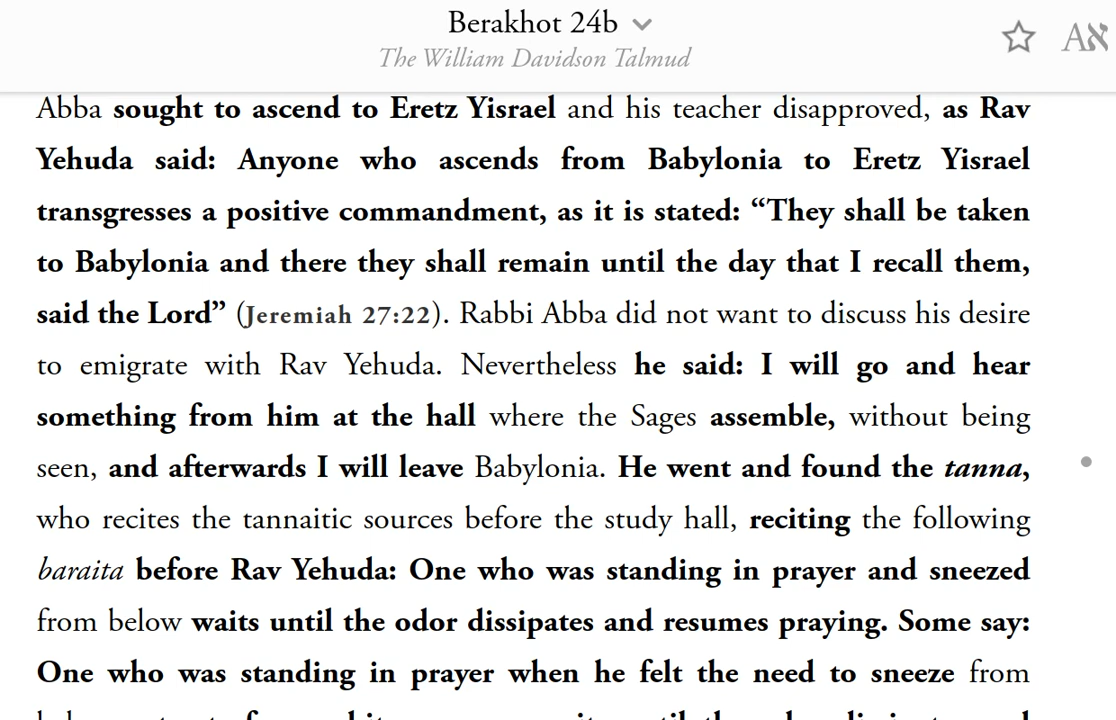 Berakhot 24b
The William Davidson Talmud
Aא
Abba sought to ascend to Eretz Yisrael and his teacher disapproved, as Rav
Yehuda said: Anyone who ascends from Babylonia to Eretz Yisrael
transgresses a positive commandment, as it is stated: “They shall be taken
to Babylonia and there they shall remain until the day that I recall them,
said the Lord” (Jeremiah 27:22). Rabbi Abba did not want to discuss his desire
to emigrate with Rav Yehuda. Nevertheless he said: I will go and hear
something from him at the hall where the Sages assemble, without being
seen, and afterwards I will leave Babylonia. He went and found the tanna,
who recites the tannaitic sources before the study hall, reciting the following
baraita before Rav Yehuda: One who was standing in prayer and sneezed
from below waits until the odor dissipates and resumes praying. Some say:
One who was standing in prayer when he felt the need to sneeze from